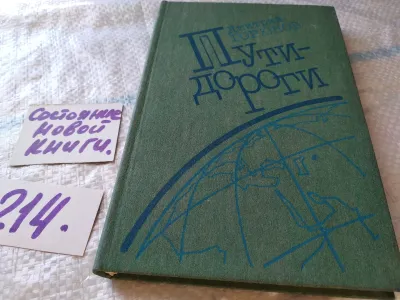 Состояние
новой
книги.
214.
Пути-
дороги